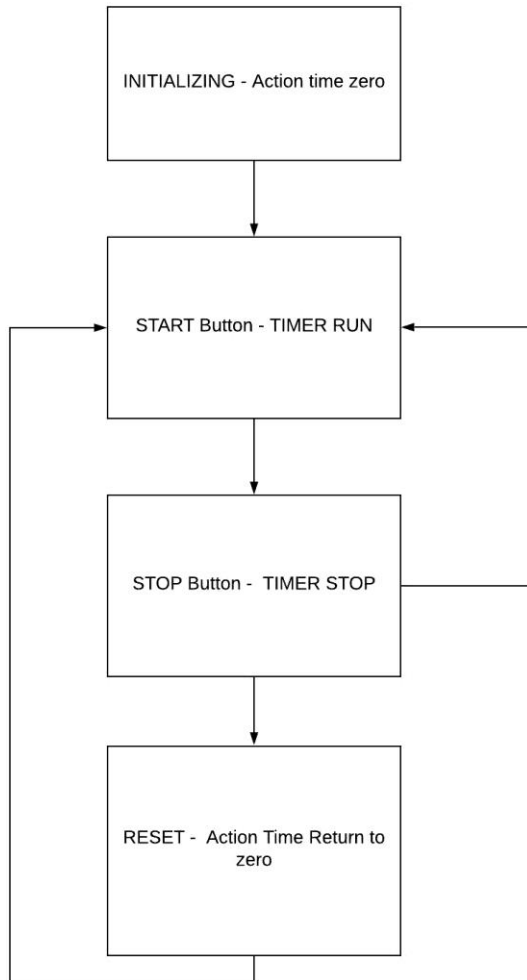 INITIALIZING - Action time zero
START Button - TIMER RUN
STOP Button -  TIMER STOP
RESET -  Action Time Return to
zero